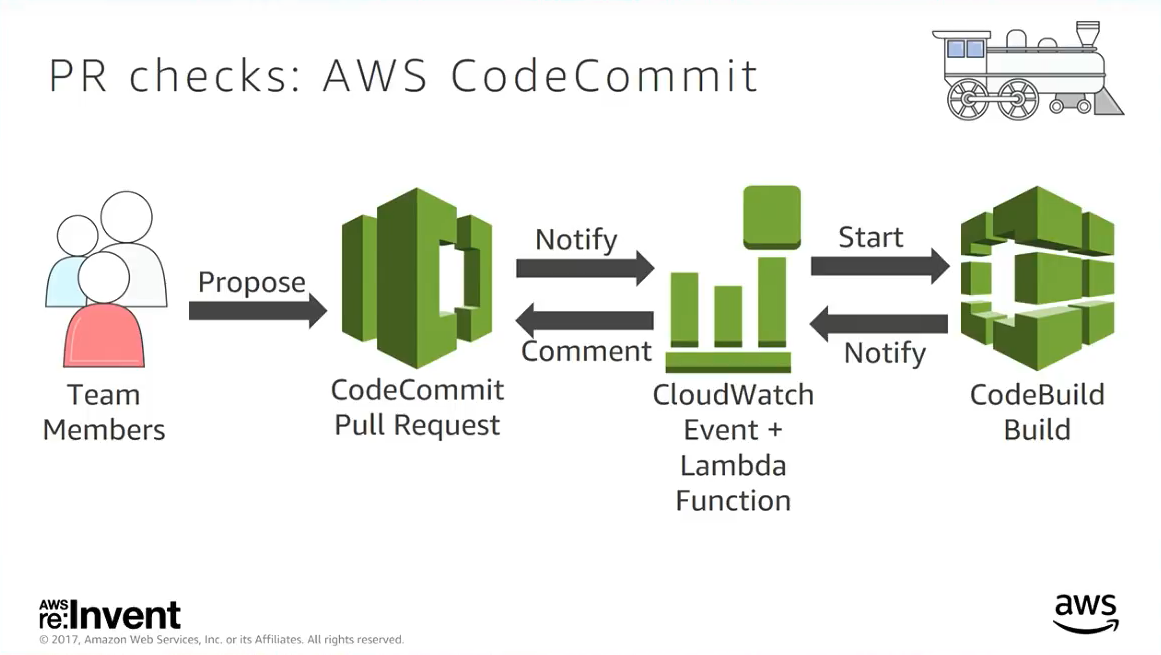 PR checks: AWS CodeCommit
Propose
Notify
Comment
Start
Notify
Team
Members
CodeCommit
Pull Request
CloudWatch
Event +
Lambda
Function
CodeBuild
Build
AWS
re:Invent
© 2017, Amazon Web Services, Inc. or its Affiliates. All rights reserved.
aws